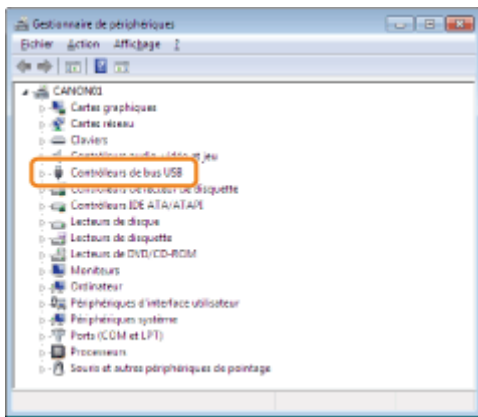 Gestionnaire de périphériques
Fichier Action Affichage ?
CANON01
Cartes graphiques
Cartes réseau
Claviers
Contrôleurs audio, vidéo et jeu
Contrôleurs de bus USB
Contrôleurs de lecteur de disquette
Contrôleurs IDE ATA/ATAPI
Lecteurs de disque
Lecteurs de disquette
Lecteurs de DVD/CD-ROM
Moniteurs
Ordinateur
Périphériques d'interface utilisateur
Périphériques système
Ports (COM et LPT)
Processeurs
Souris et autres périphériques de pointage